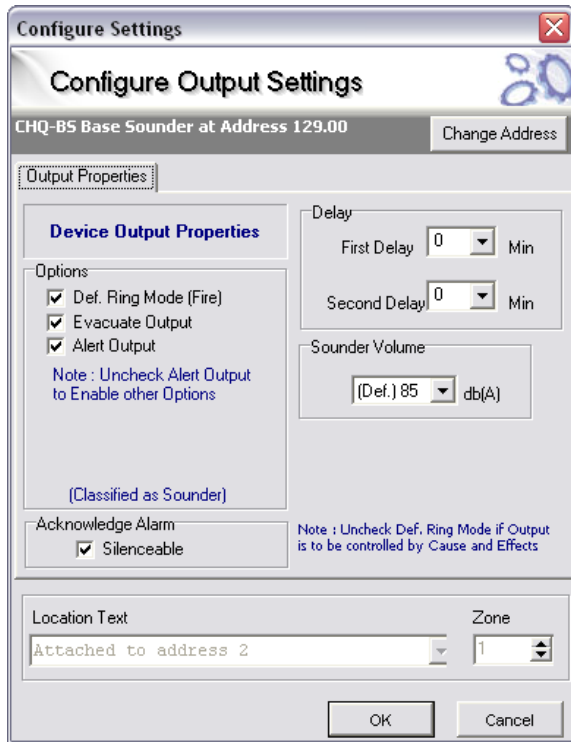 Configure Settings
Configure Output Settings
CHQ-BS Base Sounder at Address 129.00
Change Address
Output Properties
Device Output Properties
Options
Def. Ring Mode (Fire)
Evacuate Output
Alert Output
Note : Uncheck Alert Output
to Enable other Options
(Classified as Sounder)
Acknowledge Alarm
Silenceable
Delay
First Delay 0 Min
Second Delay 0 Min
Sounder Volume
(Def.) 85 db(A)
Note : Uncheck Def. Ring Mode if Output
is to be controlled by Cause and Effects
Location Text
Attached to address 2
Zone
1
OK
Cancel